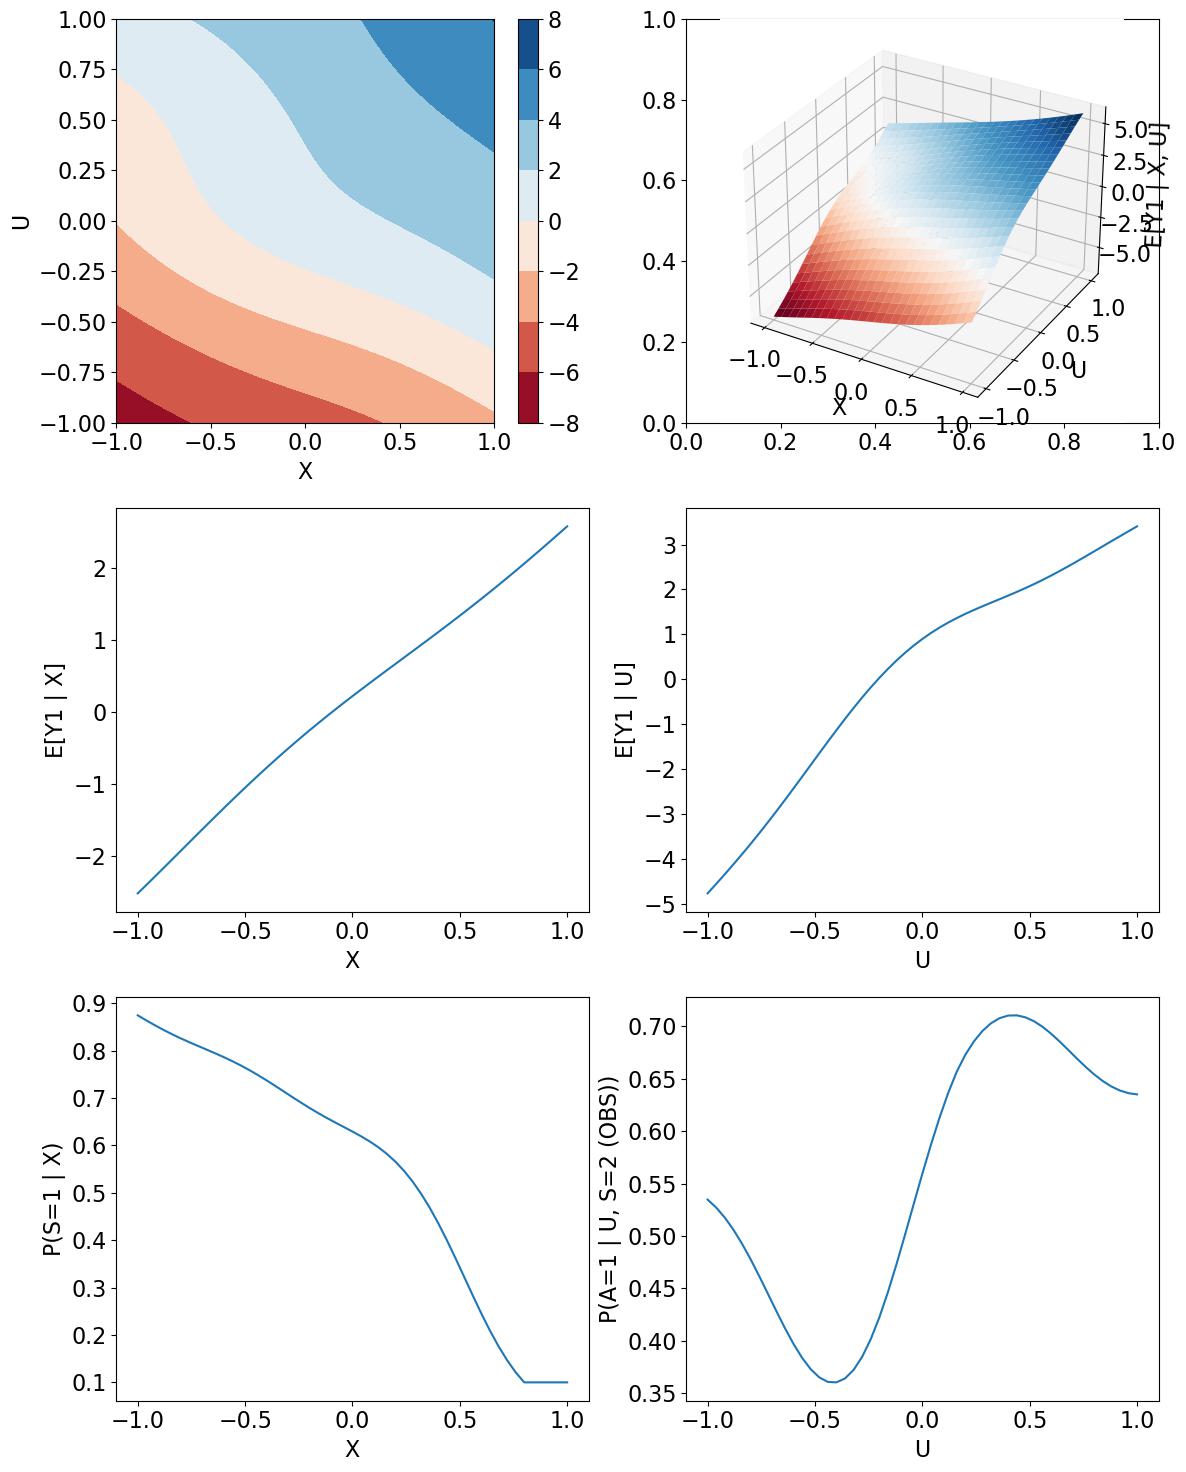 1.00
0.75
0.50
0.25
0.00
−0.25
−0.50
−0.75
−1.00
U
−1.0 −0.5 0.0 0.5 1.0
X
8
6
4
2
0
−2
−4
−6
−8
1.0
0.8
0.6
0.4
0.2
0.0
0.0 0.2 0.4 0.6 0.8 1.0
−1.0 −0.5 0.0 0.5 1.0
X
−1.0 −0.5 0.0 0.5 1.0
U
5.0
2.5
0.0
−2.5
−5.0
E[Y1 | X, U]
2
1
0
−1
−2
E[Y1 | X]
−1.0 −0.5 0.0 0.5 1.0
X
3
2
1
0
−1
−2
−3
−4
−5
E[Y1 | U]
−1.0 −0.5 0.0 0.5 1.0
U
0.9
0.8
0.7
0.6
0.5
0.4
0.3
0.2
0.1
P(S=1 | X)
−1.0 −0.5 0.0 0.5 1.0
X
0.70
0.65
0.60
0.55
0.50
0.45
0.40
0.35
P(A=1 | U, S=2 (OBS))
−1.0 −0.5 0.0 0.5 1.0
U